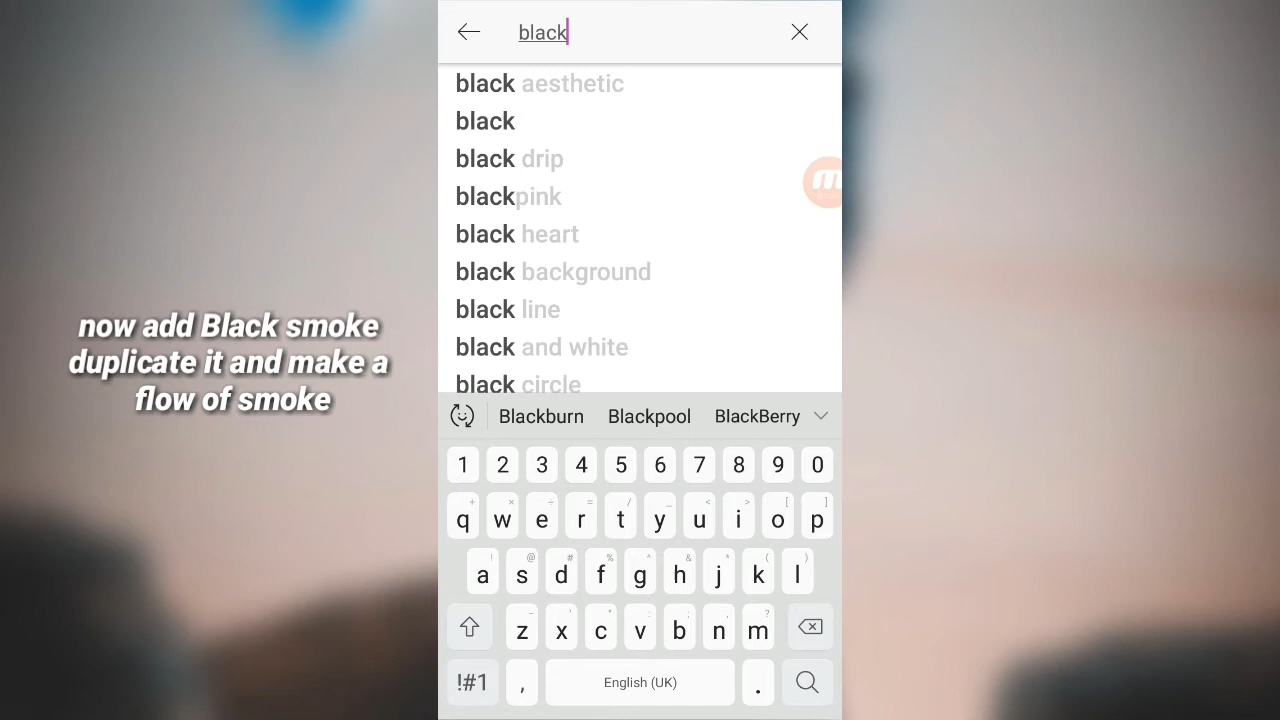 black
black aesthetic
black
black drip
blackpink
black heart
black background
black line
black and white
black circle
now add Black smoke
duplicate it and make a
flow of smoke
Blackburn Blackpool BlackBerry
1 2 3 4 5 6 7 8 9 0
+ × ÷ = / _ < > [ ]
q w e r t y u i o p
! @ # % ^ & * ( )
a s d f g h j k l
- ' " : ; , ?
z x c v b n m
!#1 , English (UK) .